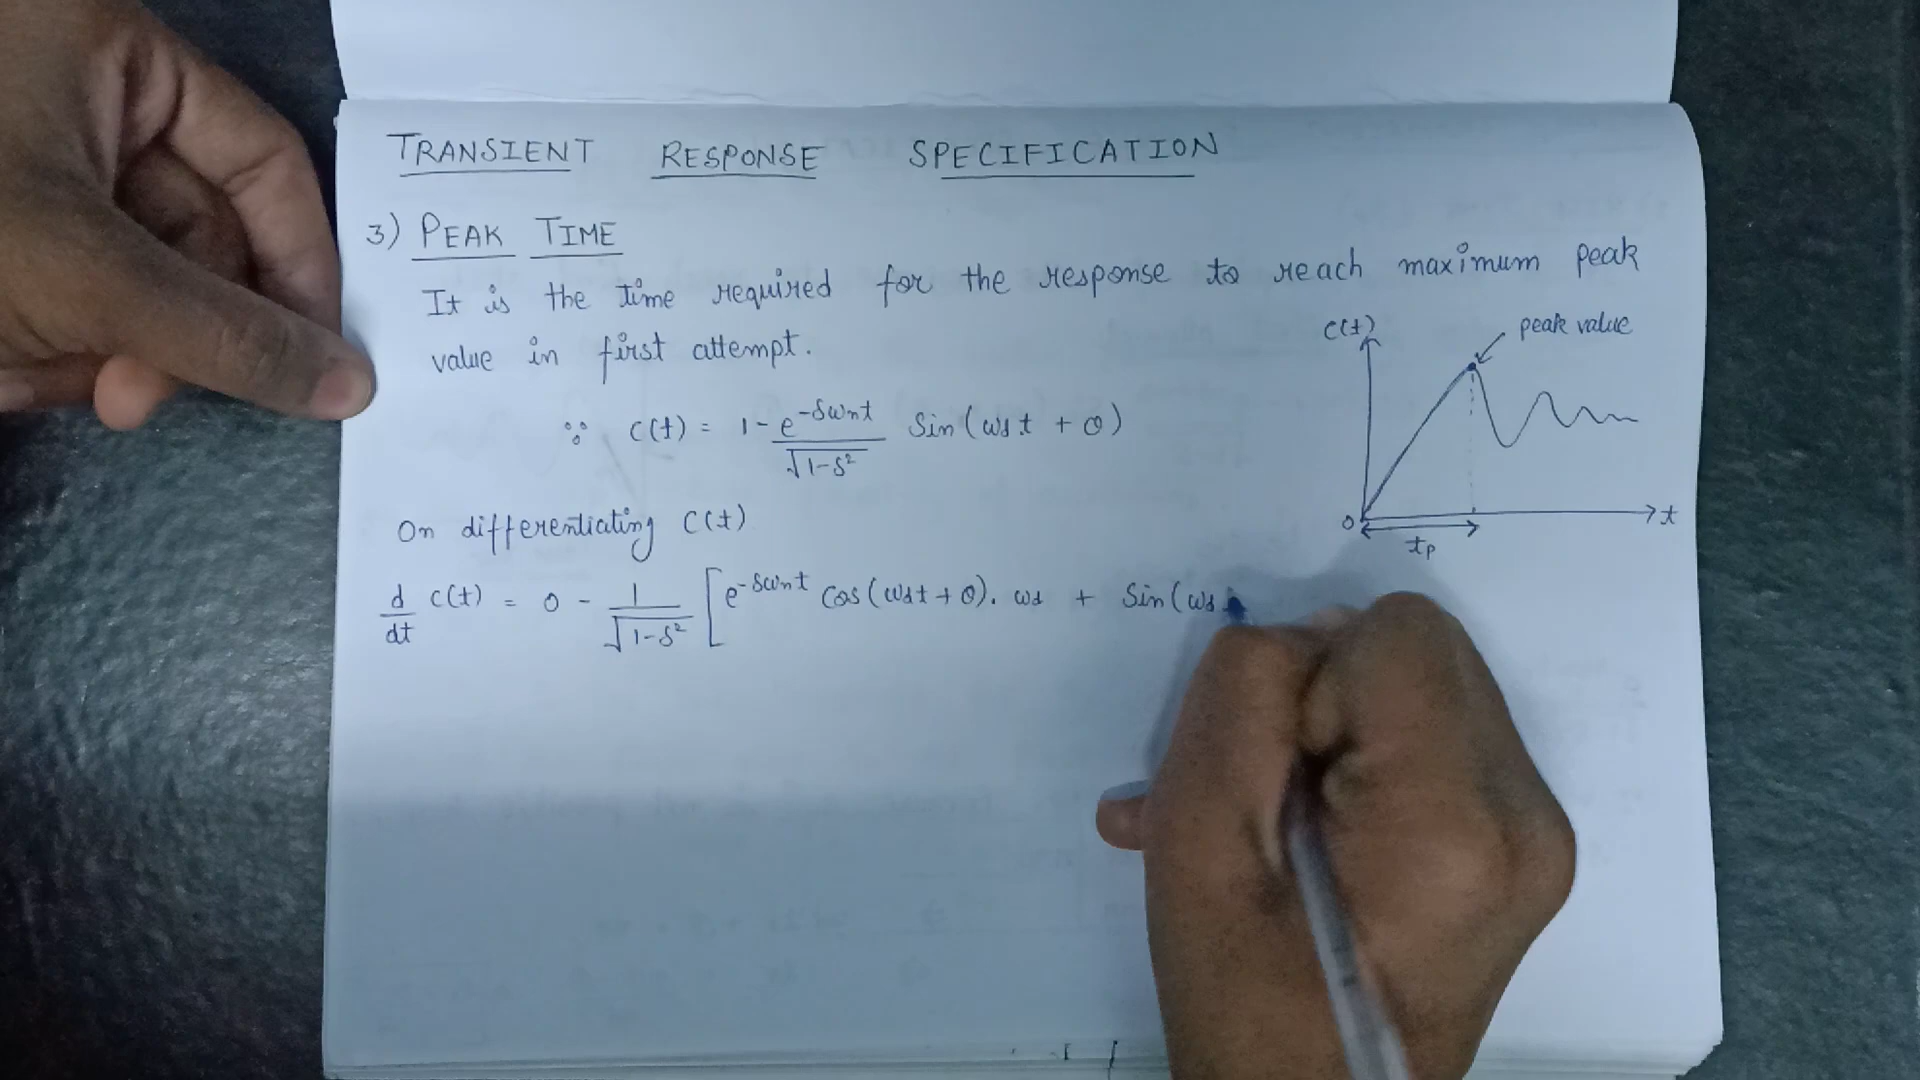 TRANSIENT RESPONSE SPECIFICATION
3) PEAK TIME
It is the time required for the response to reach maximum peak
value in first attempt.
C(t)
peak value
∵ C(t) = 1 - e^-δωnt / √1-δ² Sin(ωdt + θ)
0
t
tp
On differentiating C(t)
d/dt C(t) = 0 - 1/√1-δ² [e^-δωnt Cos(ωdt + θ). ωd + Sin(ωd